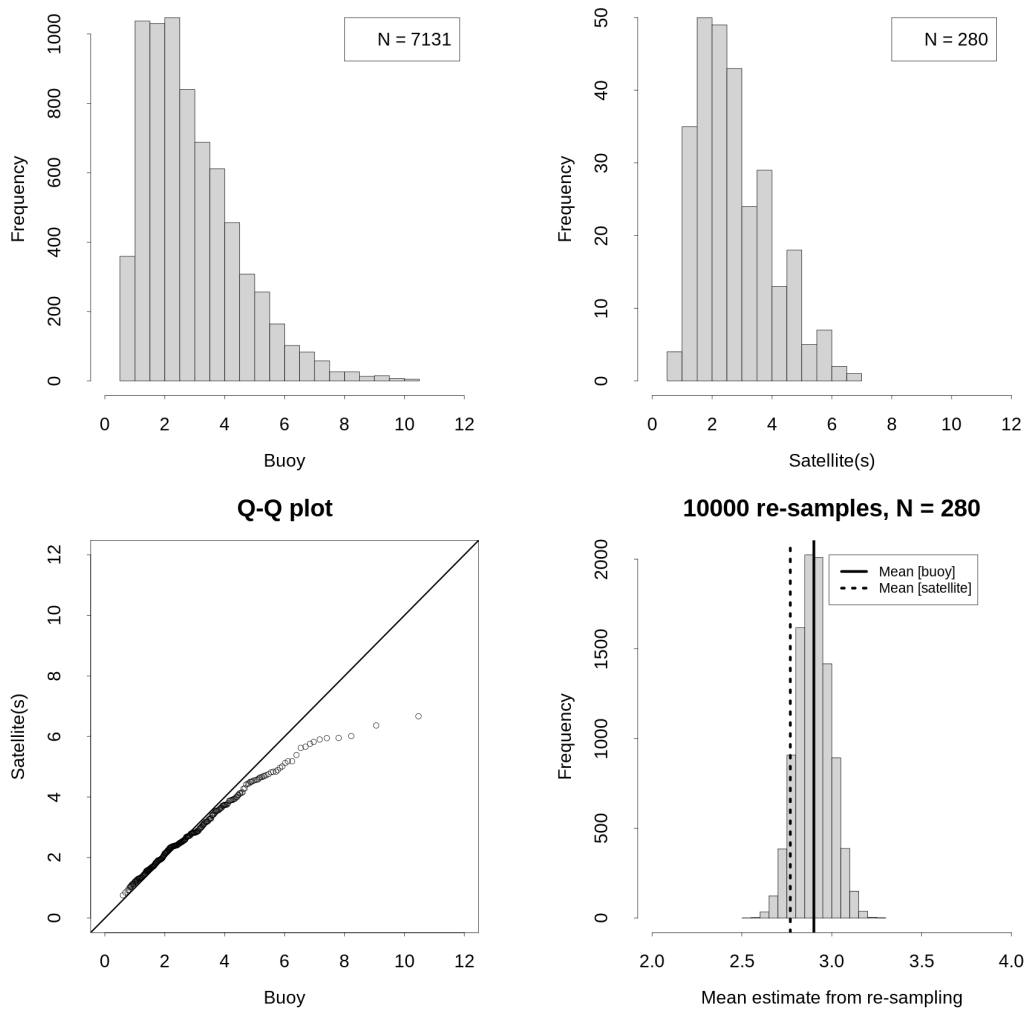 N = 7131
Frequency
0
200
400
600
800
1000
0 2 4 6 8 10 12
Buoy
N = 280
Frequency
0
10
20
30
40
50
0 2 4 6 8 10 12
Satellite(s)
Q-Q plot
Satellite(s)
0
2
4
6
8
10
12
0 2 4 6 8 10 12
Buoy
10000 re-samples, N = 280
Mean [buoy]
Mean [satellite]
Frequency
0
500
1000
1500
2000
2.0 2.5 3.0 3.5 4.0
Mean estimate from re-sampling